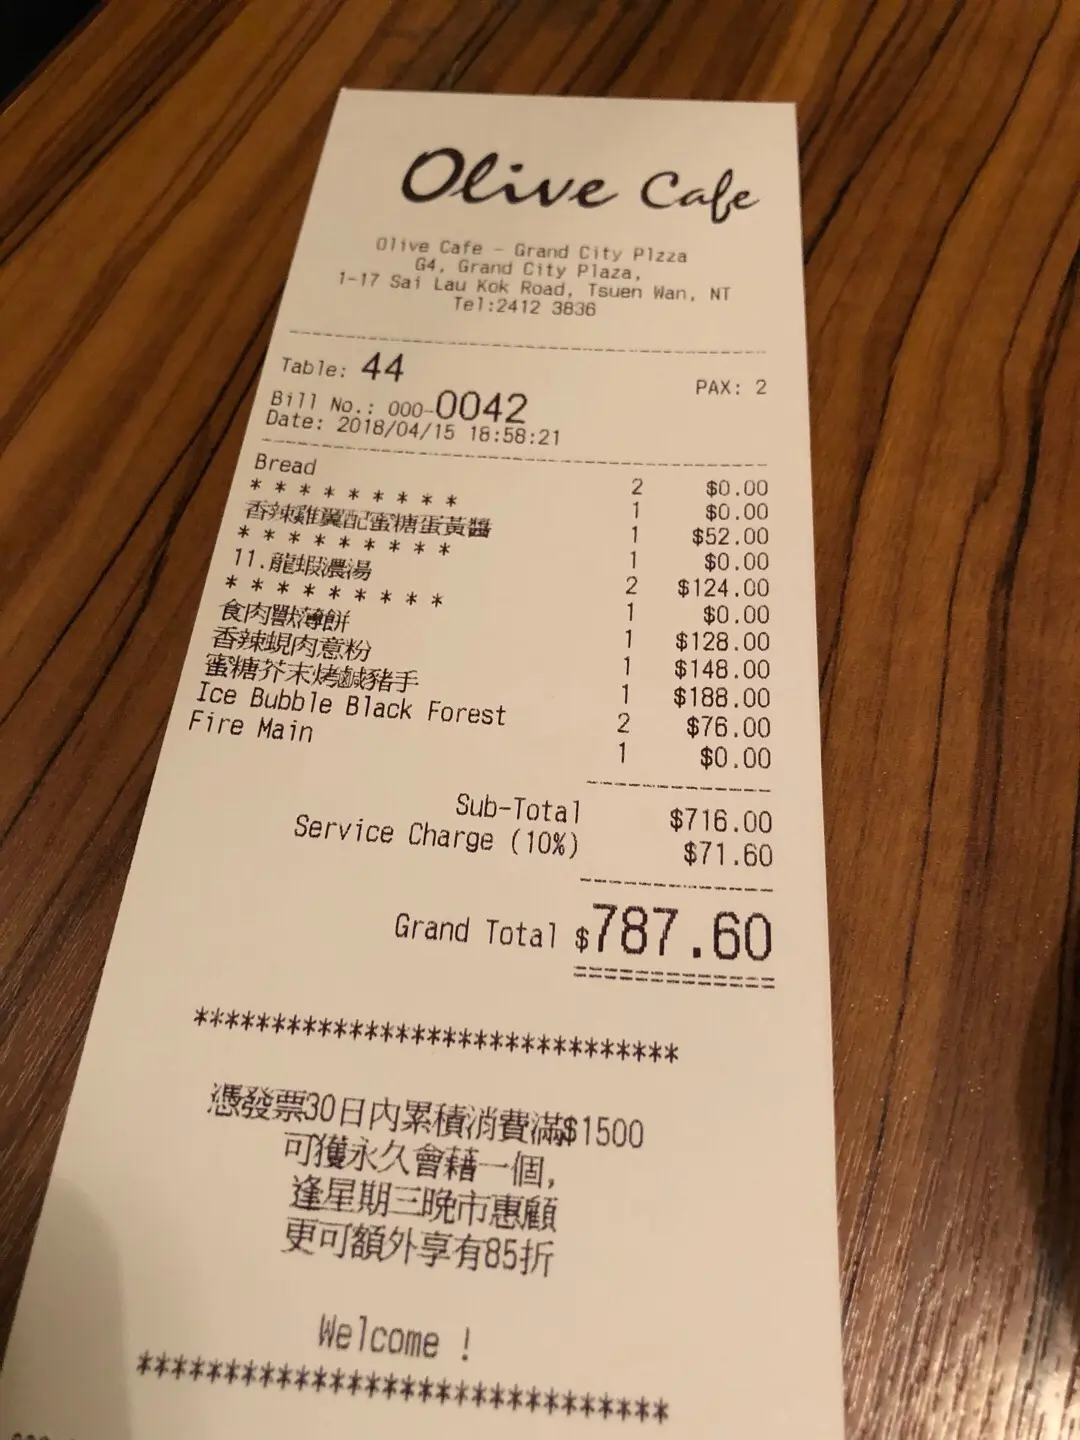 Olive Cafe
Olive Cafe - Grand City Plzza
G4, Grand City Plaza,
1-17 Sai Lau Kok Road, Tsuen Wan, NT
Tel:2412 3836
Table: 44 PAX: 2
Bill No.: 000-0042
Date: 2018/04/15 18:58:21
Bread 2 $0.00
* * * * * * * * * 1 $0.00
香辣雞翼配蜜糖蛋黃醬 1 $52.00
* * * * * * * * * 1 $0.00
11.龍蝦濃湯 2 $124.00
* * * * * * * * * 1 $0.00
食肉獸薄餅 1 $128.00
香辣蜆肉意粉 1 $148.00
蜜糖芥末烤鹹豬手 1 $188.00
Ice Bubble Black Forest 2 $76.00
Fire Main 1 $0.00
Sub-Total $716.00
Service Charge (10%) $71.60
Grand Total $787.60
*******************************
憑發票30日內累積消費滿$1500
可獲永久會藉一個,
逢星期三晚市惠顧
更可額外享有85折
Welcome !
**********************************